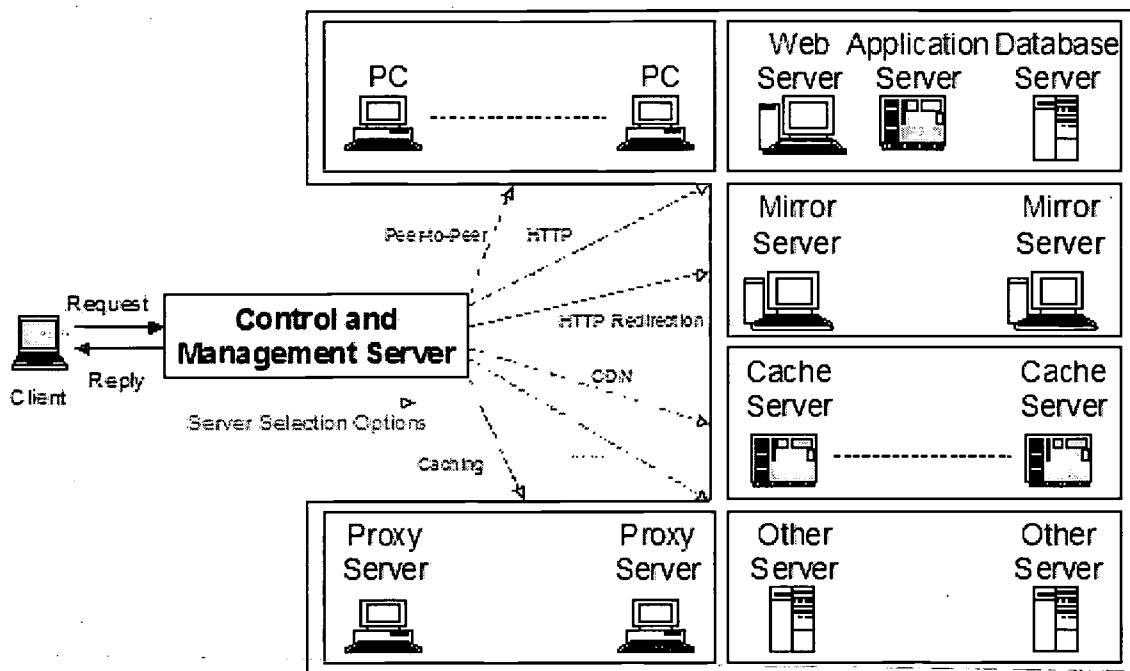 PC
PC
Web Server
Application Server
Database Server
Mirror Server
Mirror Server
Peer-to-Peer
HTTP
HTTP Redirection
Request
Control and
Management Server
Reply
Client
CDN
Server Selection Options
Caching
......
Cache Server
Cache Server
Proxy Server
Proxy Server
Other Server
Other Server